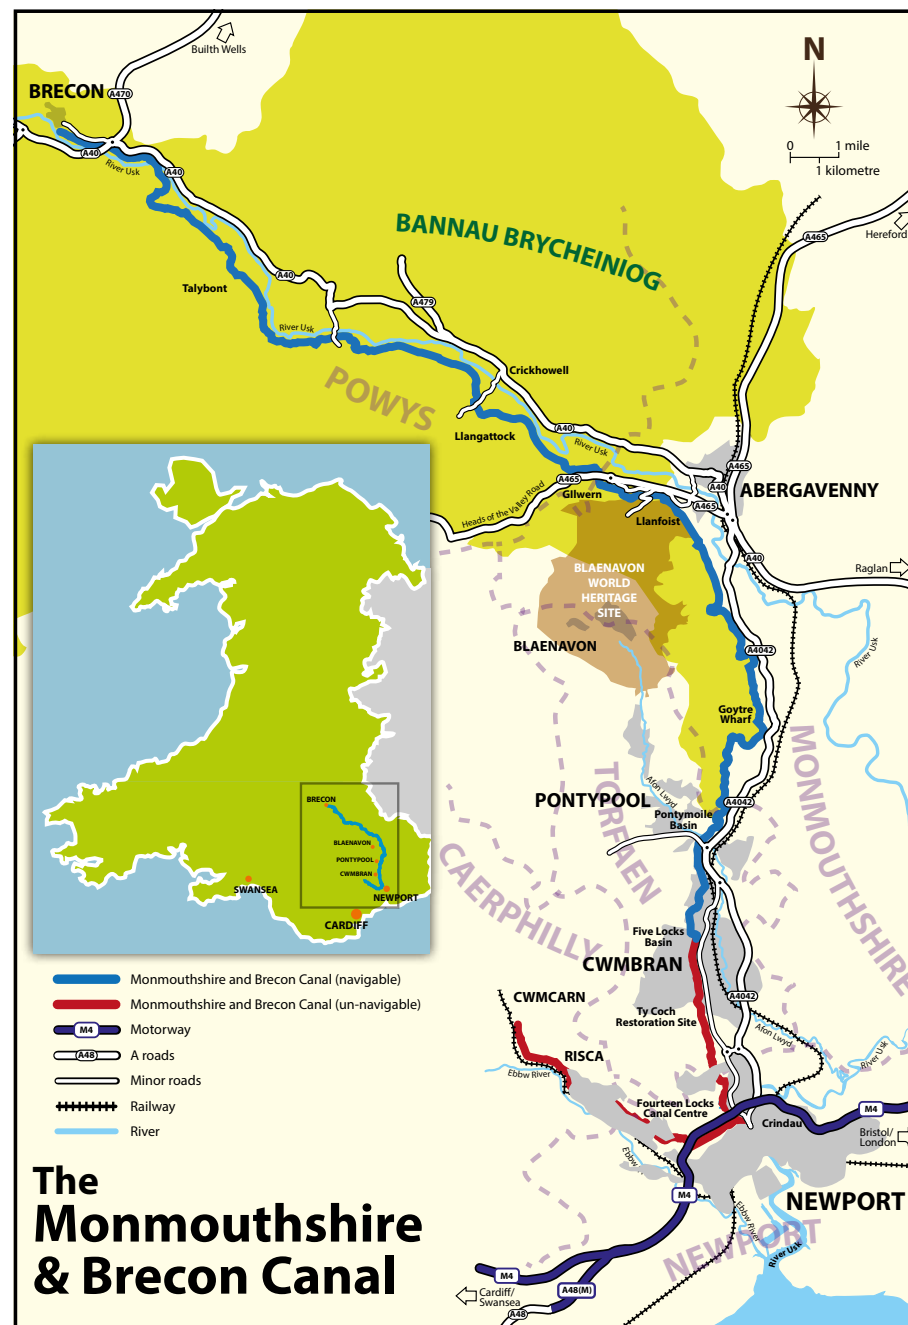 Builth Wells
N
BRECON
A470
0 1 mile
1 kilometre
A40
River Usk
A40
A465
Hereford
BANNAU BRYCHEINIOG
Talybont
A40
A479
River Usk
Crickhowell
POWYS
Llangattock
A40
River Usk
A465
A465
A40
ABERGAVENNY
Gilwern
A465
Heads of the Valley Road
Llanfoist
A40
Raglan
BLAENAVON
WORLD
HERITAGE
SITE
BLAENAVON
A4042
River Usk
Goytre
Wharf
MONMOUTHSHIRE
TORFAEN
Afon Lwyd
PONTYPOOL
A4042
Pontymoile
Basin
CAERPHILLY
BRECON
BLAENAVON
PONTYPOOL
CWMBRAN
NEWPORT
SWANSEA
CARDIFF
Five Locks
Basin
CWMBRAN
Monmouthshire and Brecon Canal (navigable)
Monmouthshire and Brecon Canal (un-navigable)
M4 Motorway
A48 A roads
Minor roads
Railway
River
CWMCARN
A4042
Ty Coch
Restoration Site
Afon Lwyd
River Usk
RISCA
Ebbw River
Fourteen Locks
Canal Centre
Crindau
M4
Bristol/
London
Ebbw
M4
NEWPORT
Ebbw River
NEWPORT
River Usk
M4
A48(M)
Cardiff/
Swansea
A48
The
Monmouthshire
& Brecon Canal